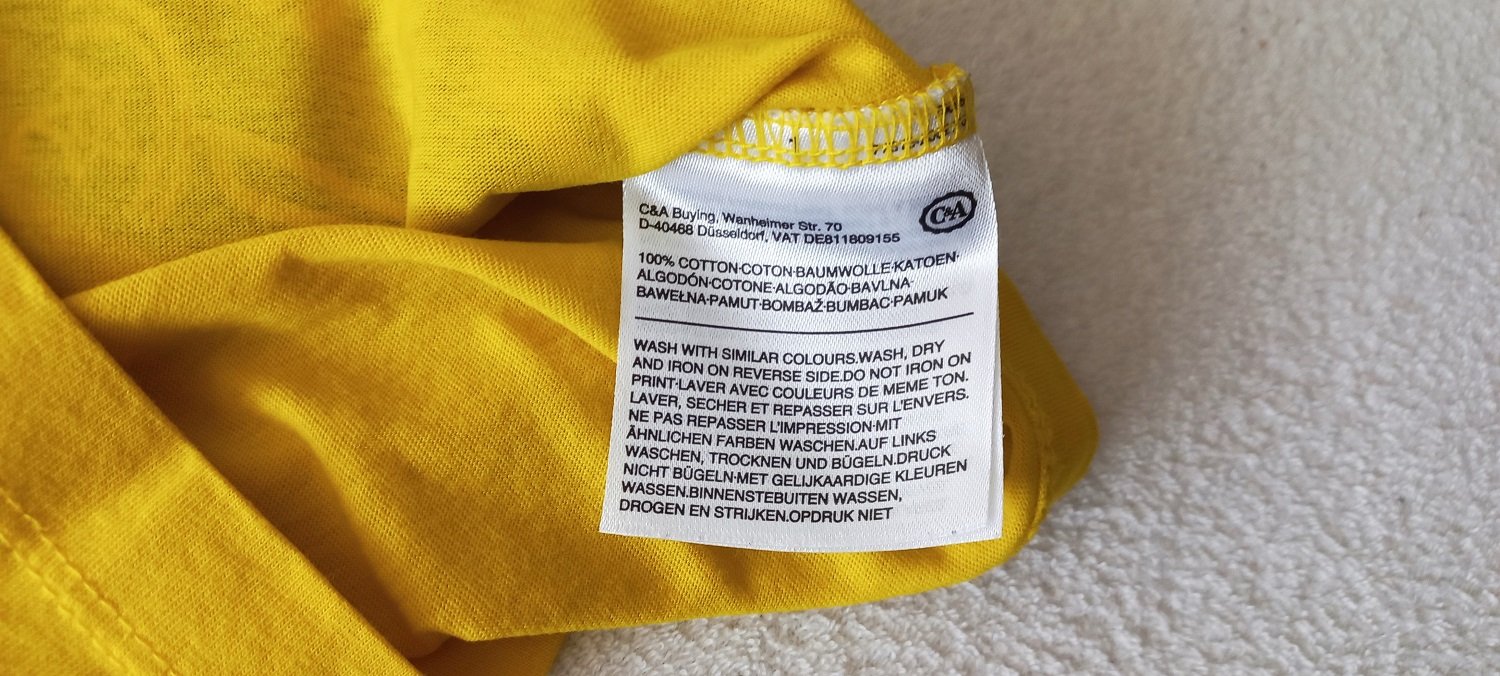 C&A Buying, Wanheimer Str. 70
D-40468 Düsseldorf, VAT DE811809155
C&A
100% COTTON·COTON·BAUMWOLLE·KATOEN·
ALGODÓN·COTONE·ALGODÃO·BAVLNA·
BAWEŁNA·PAMUT·BOMBAŽ·BUMBAC·PAMUK
WASH WITH SIMILAR COLOURS.WASH, DRY
AND IRON ON REVERSE SIDE.DO NOT IRON ON
PRINT·LAVER AVEC COULEURS DE MEME TON.
LAVER, SECHER ET REPASSER SUR L'ENVERS.
NE PAS REPASSER L'IMPRESSION·MIT
ÄHNLICHEN FARBEN WASCHEN.AUF LINKS
WASCHEN, TROCKNEN UND BÜGELN.DRUCK
NICHT BÜGELN·MET GELIJKAARDIGE KLEUREN
WASSEN.BINNENSTEBUITEN WASSEN,
DROGEN EN STRIJKEN.OPDRUK NIET